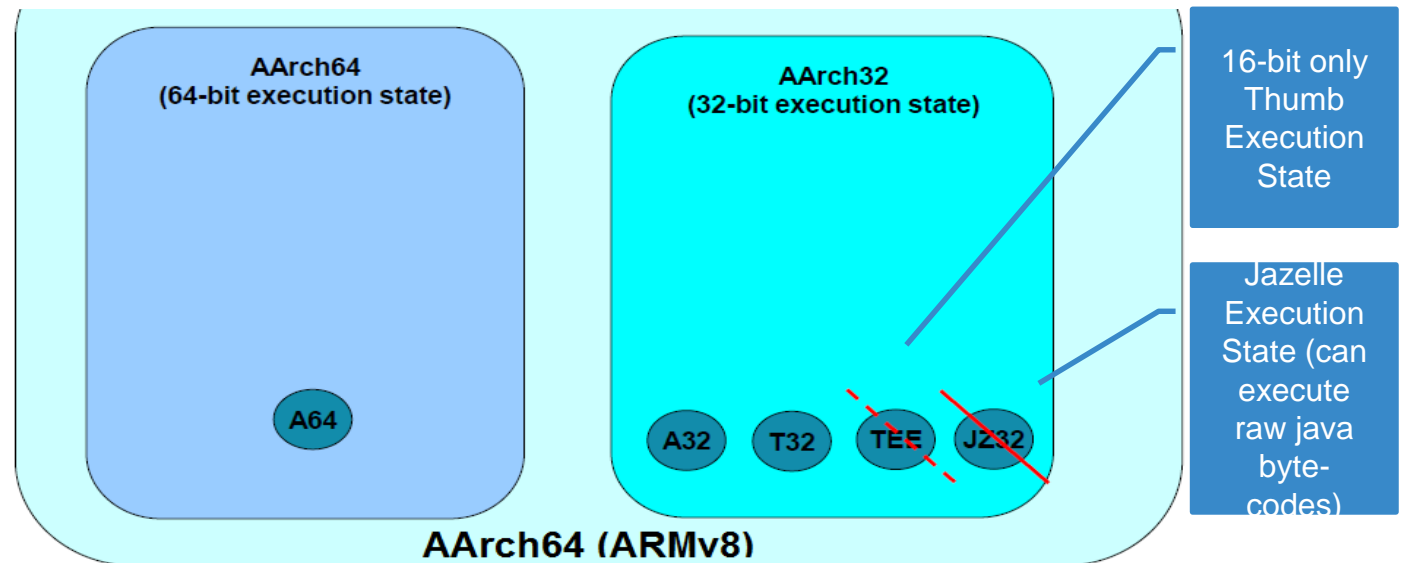 AArch64
(64-bit execution state)
A64
AArch32
(32-bit execution state)
A32
T32
TEE
JZ32
AArch64 (ARMv8)
16-bit only
Thumb
Execution
State
Jazelle
Execution
State (can
execute
raw java
byte-
codes)